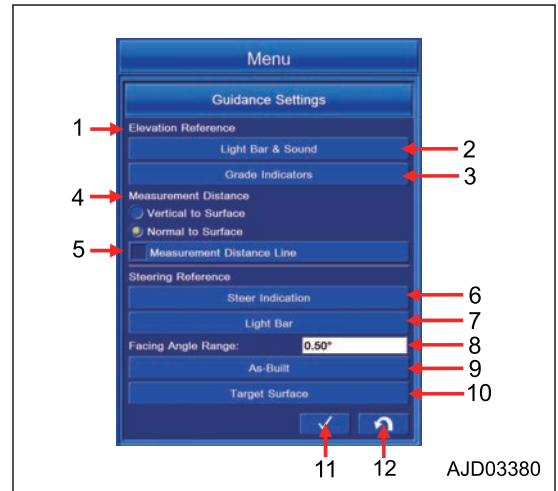 Menu
Guidance Settings
1 Elevation Reference
Light Bar & Sound 2
Grade Indicators 3
4 Measurement Distance
Vertical to Surface
Normal to Surface
5 Measurement Distance Line
Steering Reference
Steer Indication 6
Light Bar 7
Facing Angle Range: 0.50° 8
As-Built 9
Target Surface 10
11 12 AJD03380